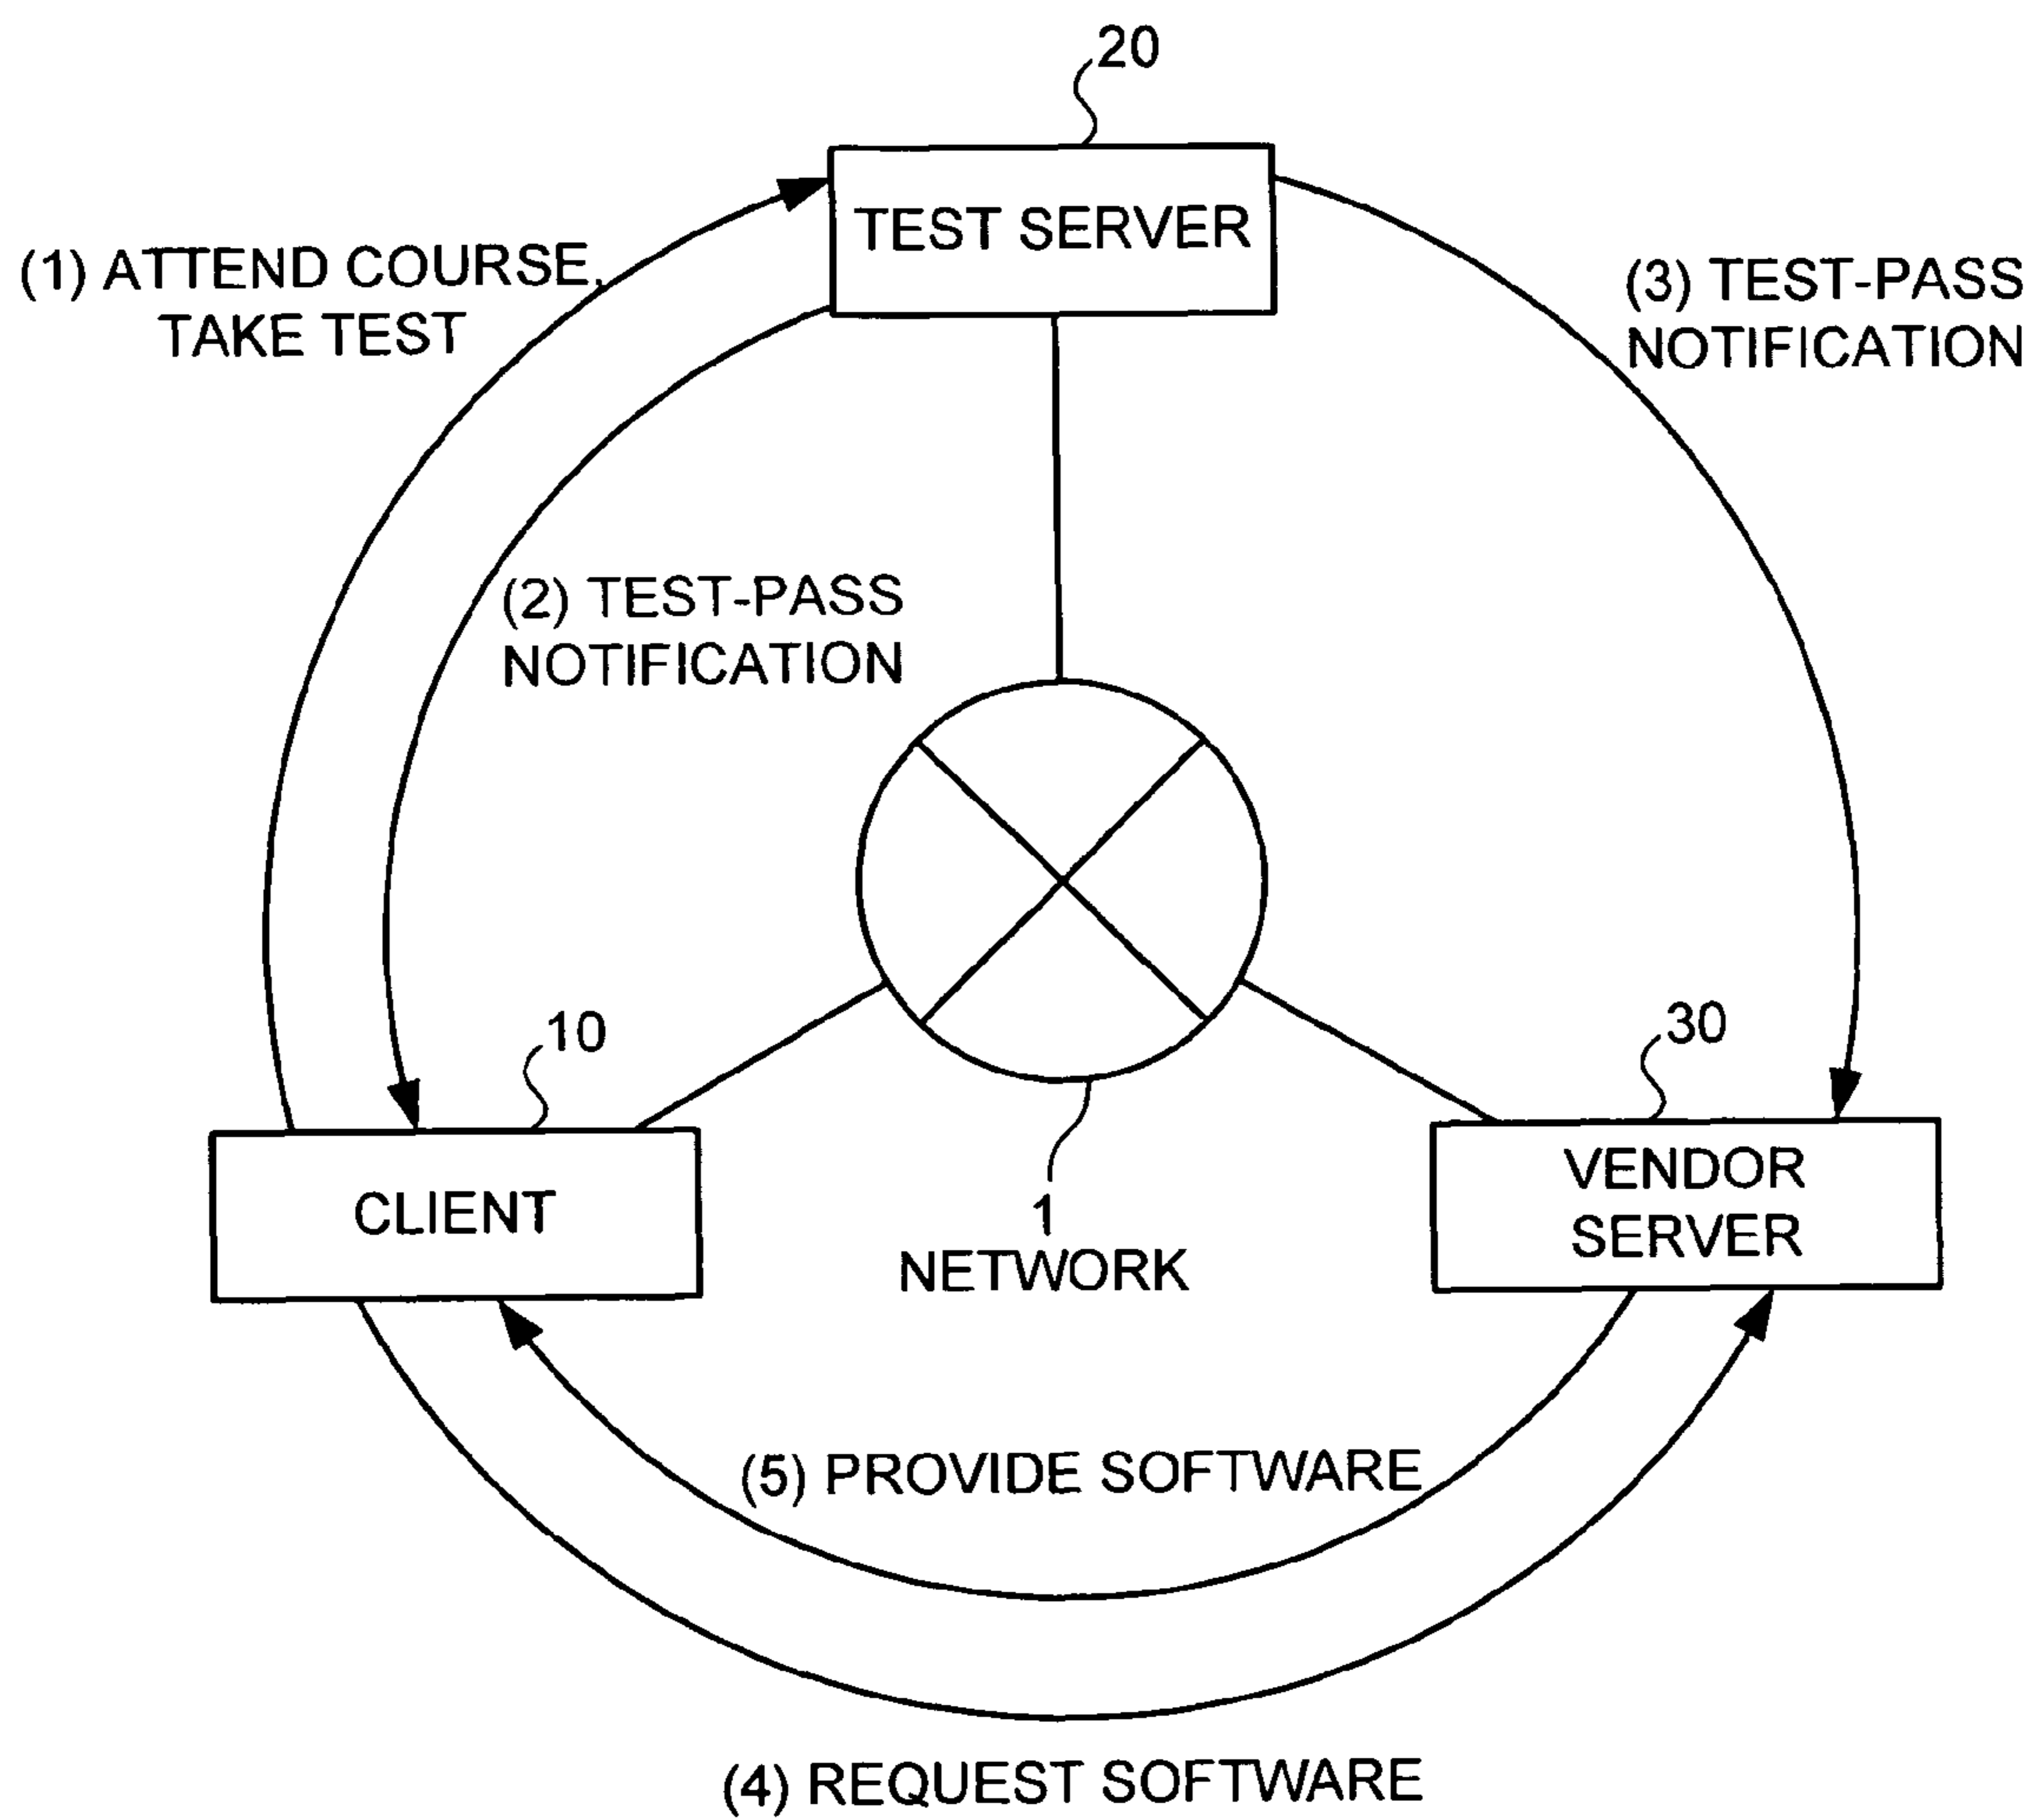 20
TEST SERVER
(1) ATTEND COURSE,
TAKE TEST
(3) TEST-PASS
NOTIFICATION
(2) TEST-PASS
NOTIFICATION
10
30
CLIENT
VENDOR
SERVER
1
NETWORK
(5) PROVIDE SOFTWARE
(4) REQUEST SOFTWARE